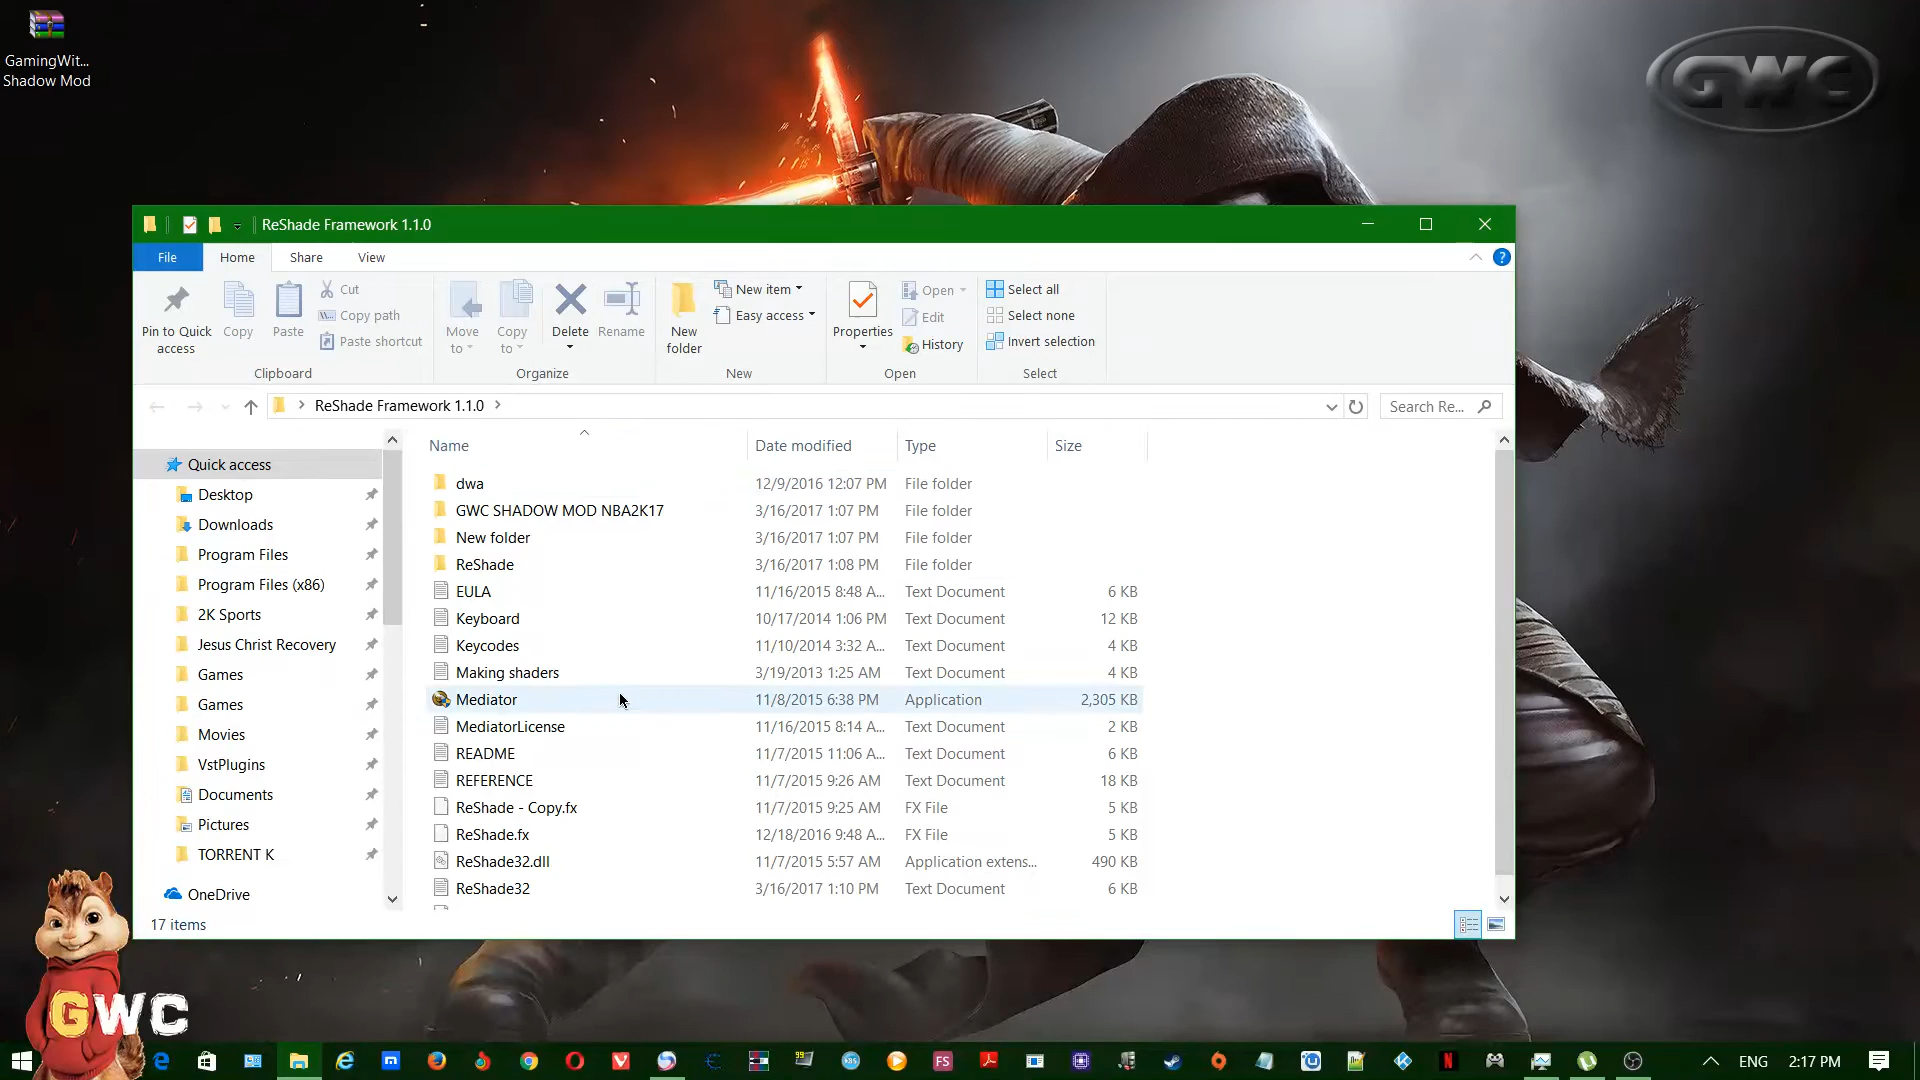 GamingWit...
Shadow Mod
GWC
ReShade Framework 1.1.0
File Home Share View
Pin to Quick access
Copy
Paste
Cut
Copy path
Paste shortcut
Clipboard
Move to
Copy to
Delete
Rename
Organize
New folder
New item
Easy access
New
Properties
Open
Edit
History
Open
Select all
Select none
Invert selection
Select
ReShade Framework 1.1.0
Search Re...
Quick access
Desktop
Downloads
Program Files
Program Files (x86)
2K Sports
Jesus Christ Recovery
Games
Games
Movies
VstPlugins
Documents
Pictures
TORRENT K
OneDrive
Name Date modified Type Size
dwa 12/9/2016 12:07 PM File folder
GWC SHADOW MOD NBA2K17 3/16/2017 1:07 PM File folder
New folder 3/16/2017 1:07 PM File folder
ReShade 3/16/2017 1:08 PM File folder
EULA 11/16/2015 8:48 A... Text Document 6 KB
Keyboard 10/17/2014 1:06 PM Text Document 12 KB
Keycodes 11/10/2014 3:32 A... Text Document 4 KB
Making shaders 3/19/2013 1:25 AM Text Document 4 KB
Mediator 11/8/2015 6:38 PM Application 2,305 KB
MediatorLicense 11/16/2015 8:14 A... Text Document 2 KB
README 11/7/2015 11:06 A... Text Document 6 KB
REFERENCE 11/7/2015 9:26 AM Text Document 18 KB
ReShade - Copy.fx 11/7/2015 9:25 AM FX File 5 KB
ReShade.fx 12/18/2016 9:48 A... FX File 5 KB
ReShade32.dll 11/7/2015 5:57 AM Application extens... 490 KB
ReShade32 3/16/2017 1:10 PM Text Document 6 KB
17 items
GWC
ENG 2:17 PM